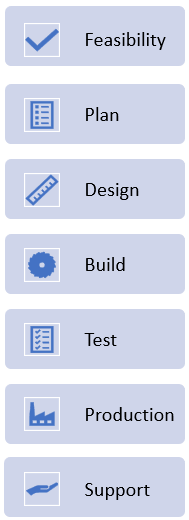 Feasibility
Plan
Design
Build
Test
Production
Support